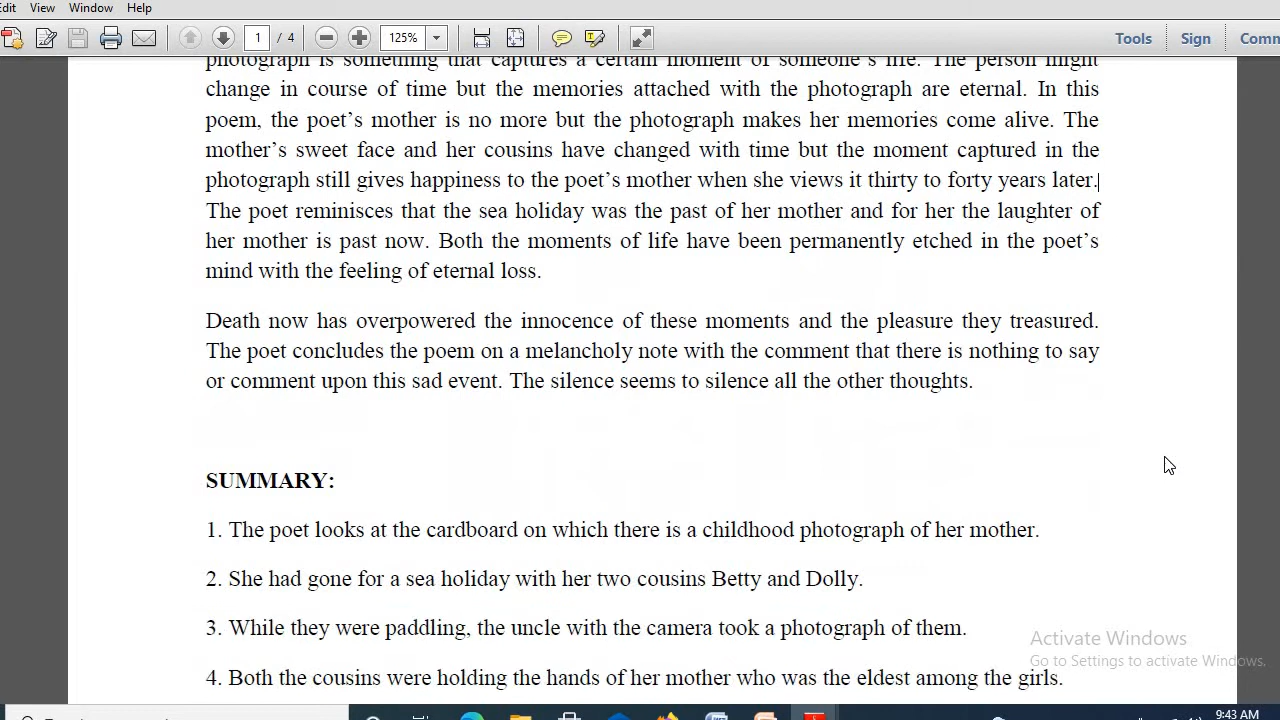 Edit View Window Help
1 / 4 125% Tools Sign Comm
photograph is something that captures a certain moment of someone's life. The person might
change in course of time but the memories attached with the photograph are eternal. In this
poem, the poet's mother is no more but the photograph makes her memories come alive. The
mother's sweet face and her cousins have changed with time but the moment captured in the
photograph still gives happiness to the poet's mother when she views it thirty to forty years later.
The poet reminisces that the sea holiday was the past of her mother and for her the laughter of
her mother is past now. Both the moments of life have been permanently etched in the poet's
mind with the feeling of eternal loss.
Death now has overpowered the innocence of these moments and the pleasure they treasured.
The poet concludes the poem on a melancholy note with the comment that there is nothing to say
or comment upon this sad event. The silence seems to silence all the other thoughts.
SUMMARY:
1. The poet looks at the cardboard on which there is a childhood photograph of her mother.
2. She had gone for a sea holiday with her two cousins Betty and Dolly.
3. While they were paddling, the uncle with the camera took a photograph of them.
4. Both the cousins were holding the hands of her mother who was the eldest among the girls.
Activate Windows
Go to Settings to activate Windows.
9:43 AM